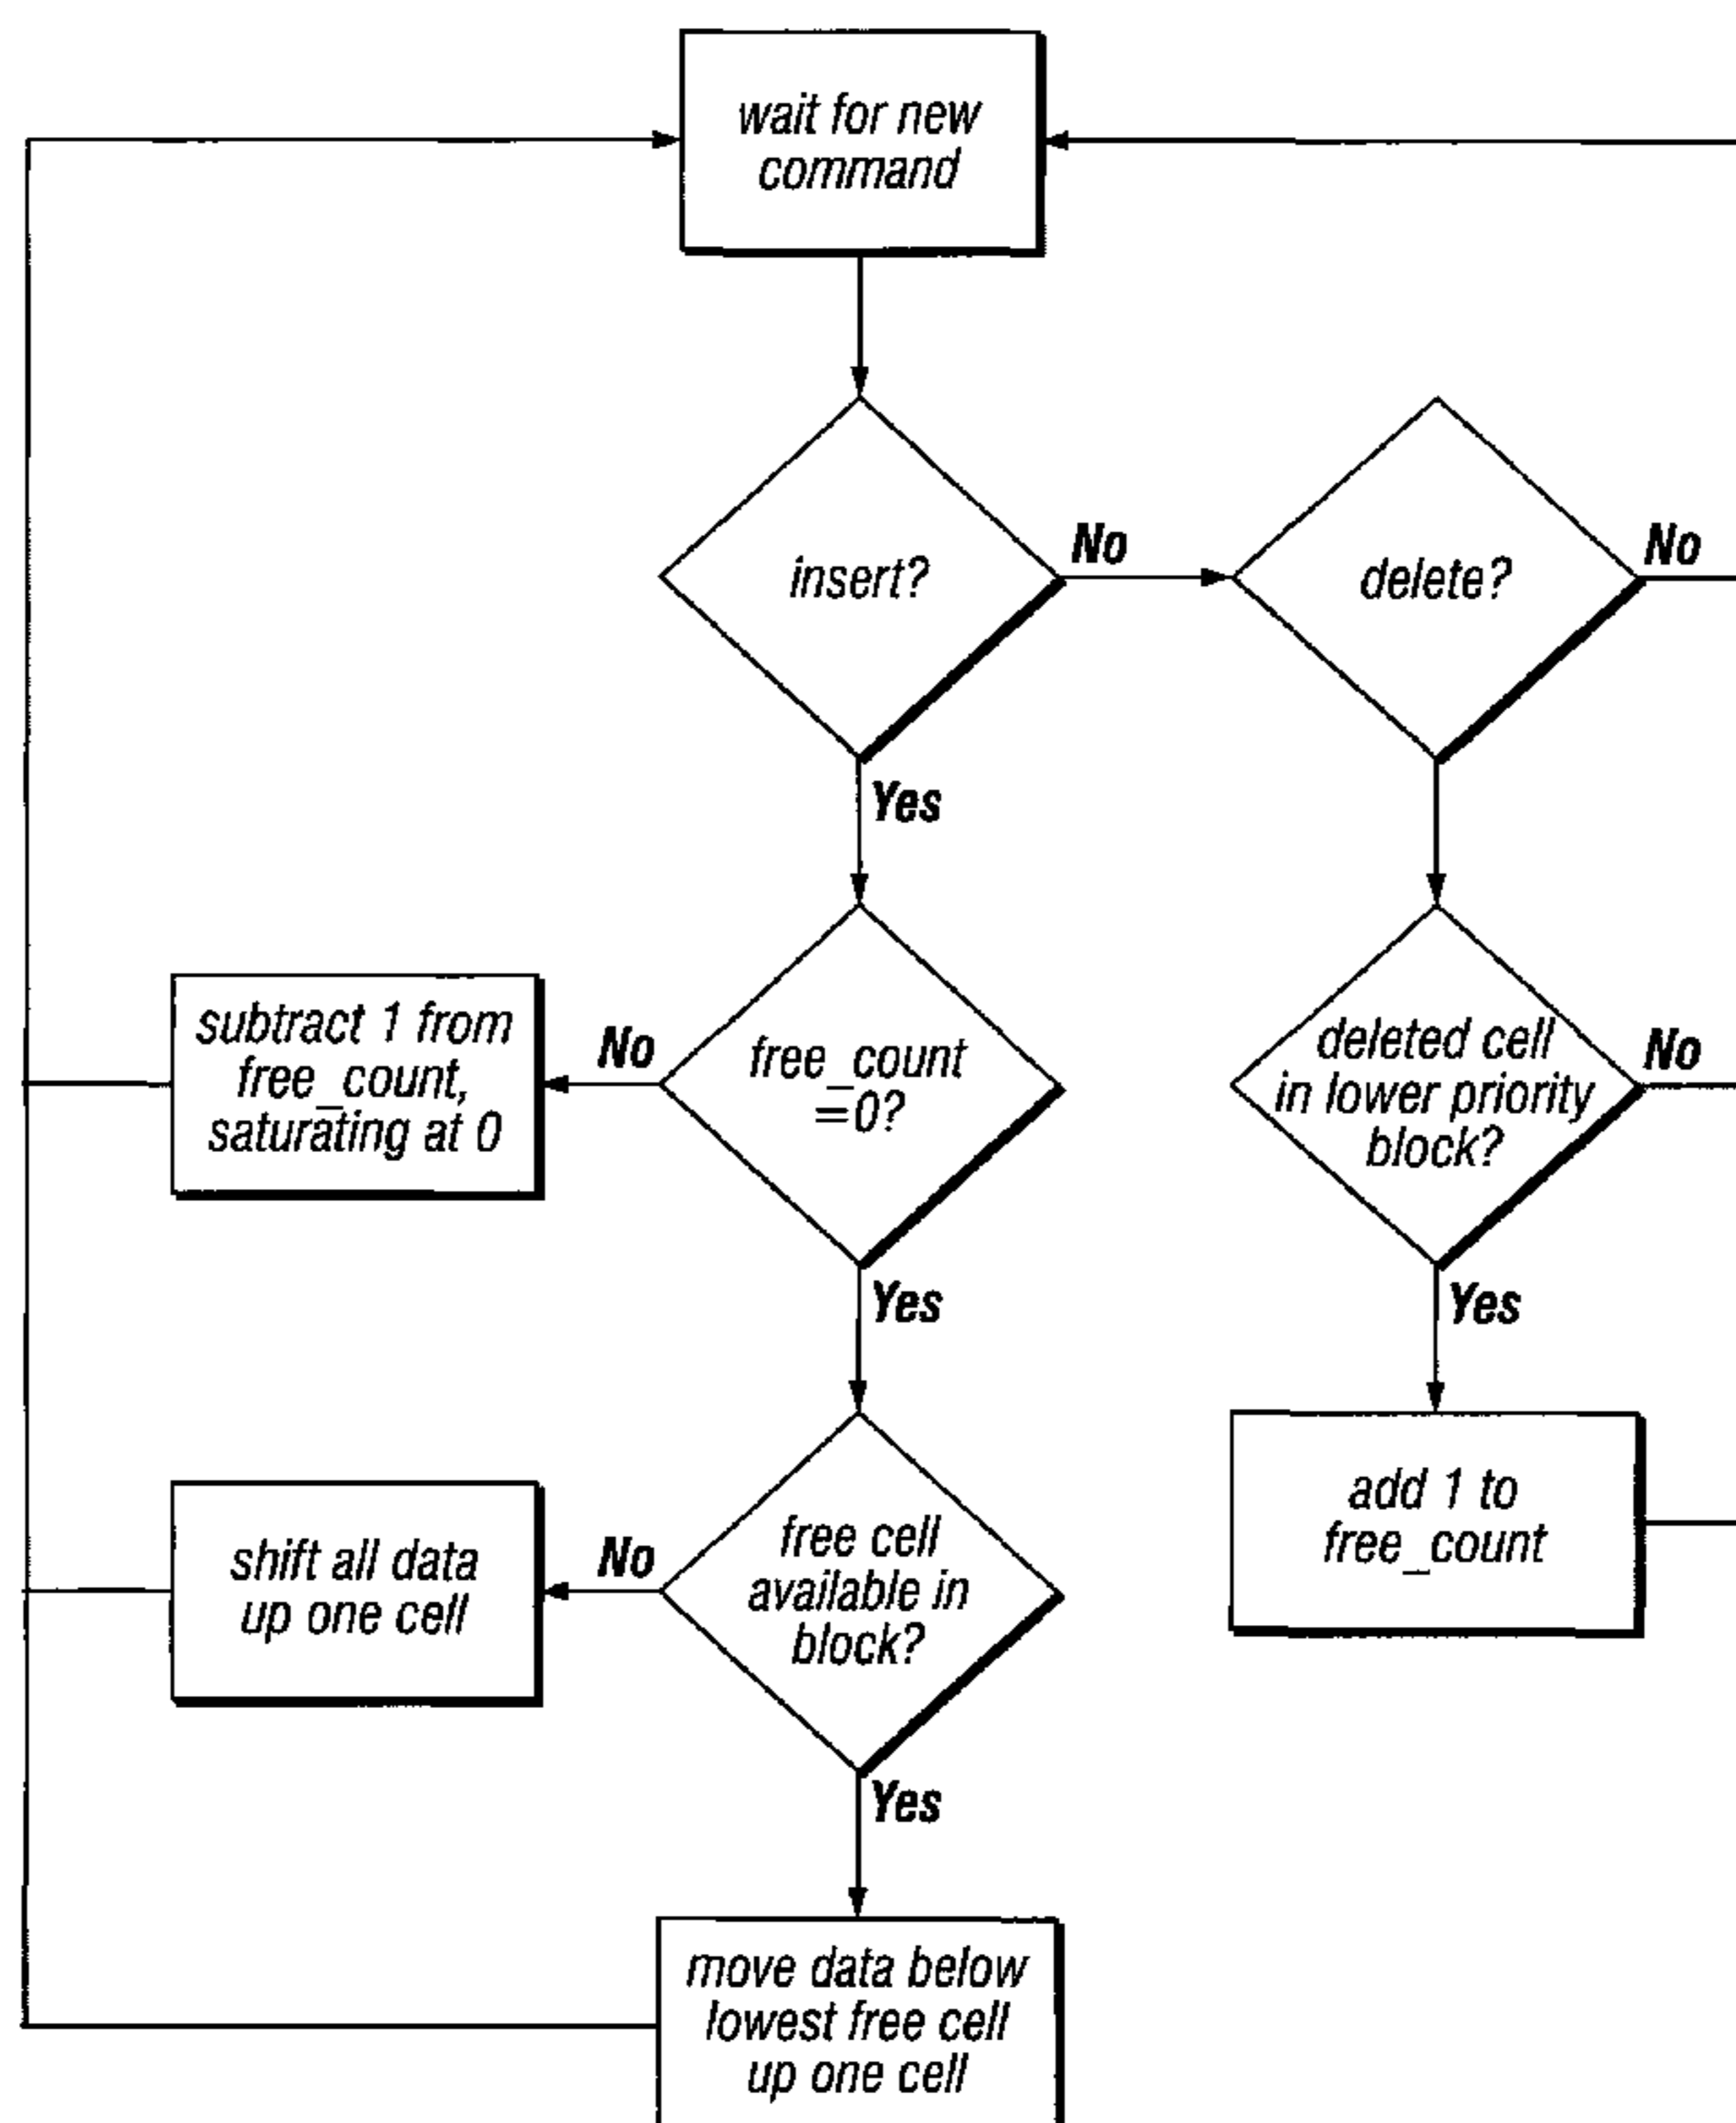 wait for new
command
insert?
No
delete?
No
Yes
subtract 1 from
free_count,
saturating at 0
No
free_count
=0?
deleted cell
in lower priority
block?
No
Yes
Yes
shift all data
up one cell
No
free cell
available in
block?
add 1 to
free_count
Yes
move data below
lowest free cell
up one cell